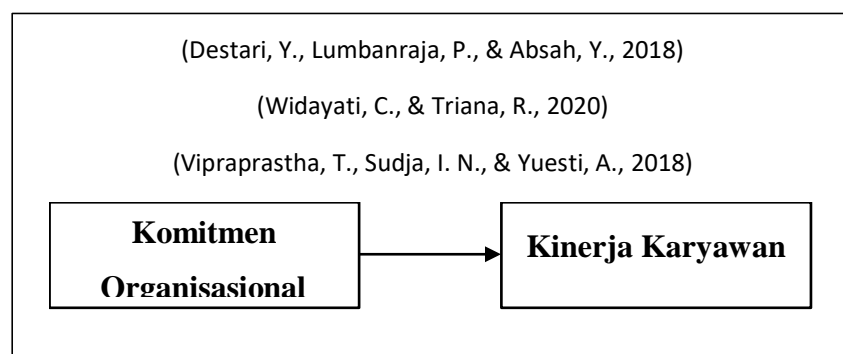 (Destari, Y., Lumbanraja, P., & Absah, Y., 2018)
(Widayati, C., & Triana, R., 2020)
(Vipraprastha, T., Sudja, I. N., & Yuesti, A., 2018)
Komitmen
Organisasional
Kinerja Karyawan